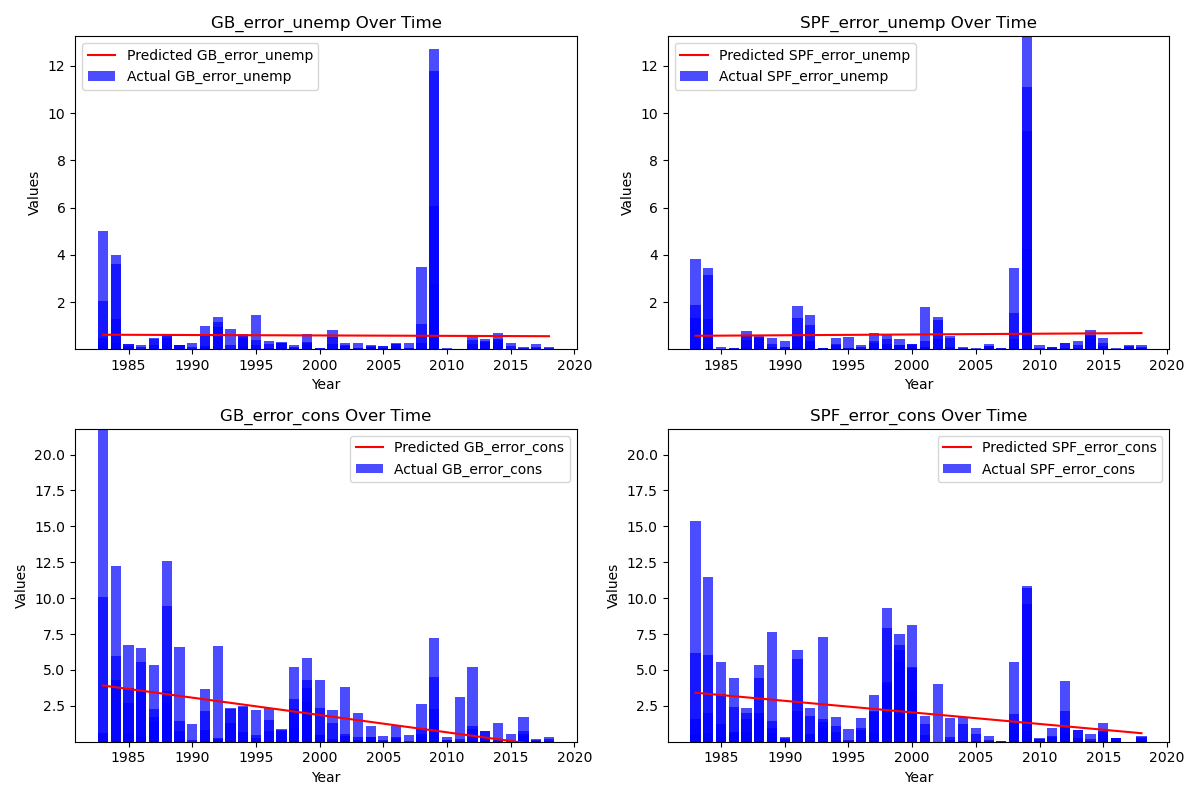 GB_error_unemp Over Time
Predicted GB_error_unemp
Actual GB_error_unemp
Values
12
10
8
6
4
2
1985 1990 1995 2000 2005 2010 2015 2020
Year
SPF_error_unemp Over Time
Predicted SPF_error_unemp
Actual SPF_error_unemp
Values
12
10
8
6
4
2
1985 1990 1995 2000 2005 2010 2015 2020
Year
GB_error_cons Over Time
Predicted GB_error_cons
Actual GB_error_cons
Values
20.0
17.5
15.0
12.5
10.0
7.5
5.0
2.5
1985 1990 1995 2000 2005 2010 2015 2020
Year
SPF_error_cons Over Time
Predicted SPF_error_cons
Actual SPF_error_cons
Values
20.0
17.5
15.0
12.5
10.0
7.5
5.0
2.5
1985 1990 1995 2000 2005 2010 2015 2020
Year